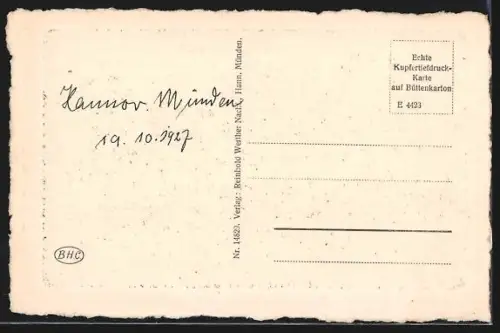 Hannov. Münden
19.10.1927
BHC
Nr. 14823. Verlag: Reinhold Werther Nachf., Hann. Münden.
Echte
Kupfertiefdruck-
Karte
auf Büttenkarton
E 4423